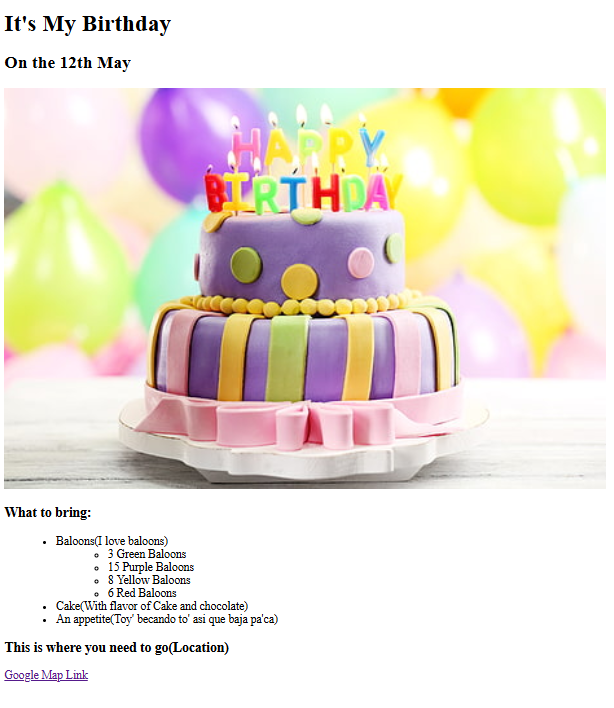 It's My Birthday
On the 12th May
HAPPY
BIRTHDAY
What to bring:
Baloons(I love baloons)
3 Green Baloons
15 Purple Baloons
8 Yellow Baloons
6 Red Baloons
Cake(With flavor of Cake and chocolate)
An appetite(Toy' becando to' asi que baja pa'ca)
This is where you need to go(Location)
Google Map Link